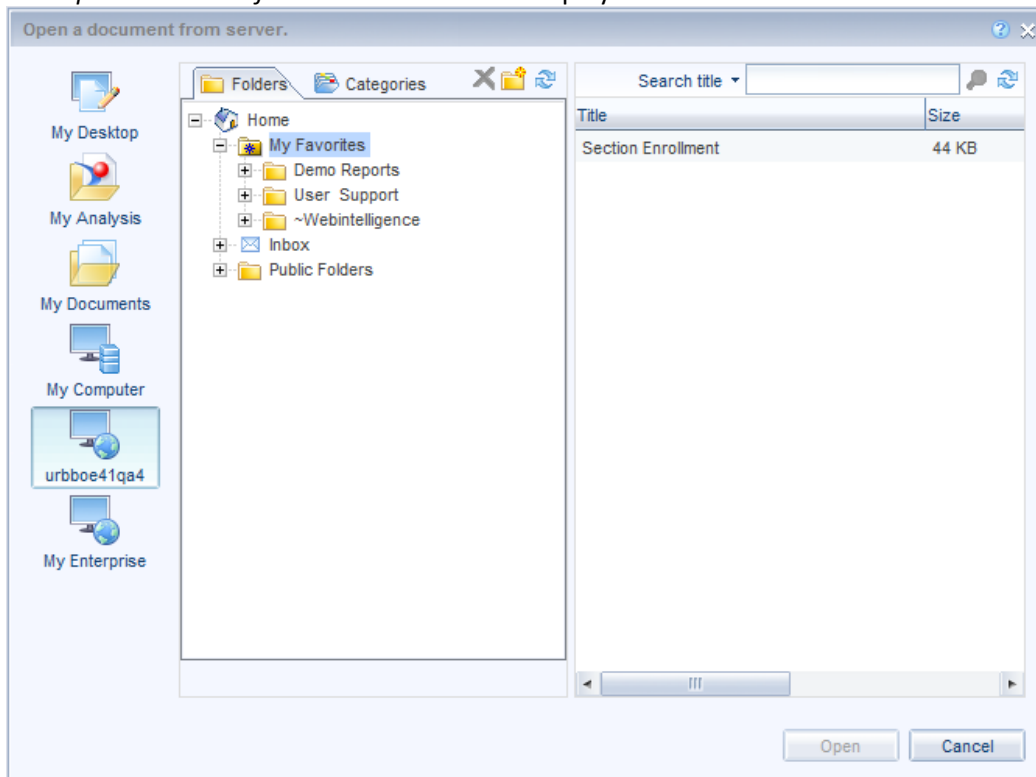 Open a document from server.
My Desktop
My Analysis
My Documents
My Computer
urbboe41qa4
My Enterprise
Folders
Categories
Home
My Favorites
Demo Reports
User Support
~Webintelligence
Inbox
Public Folders
Search title
Title Size
Section Enrollment 44 KB
Open Cancel